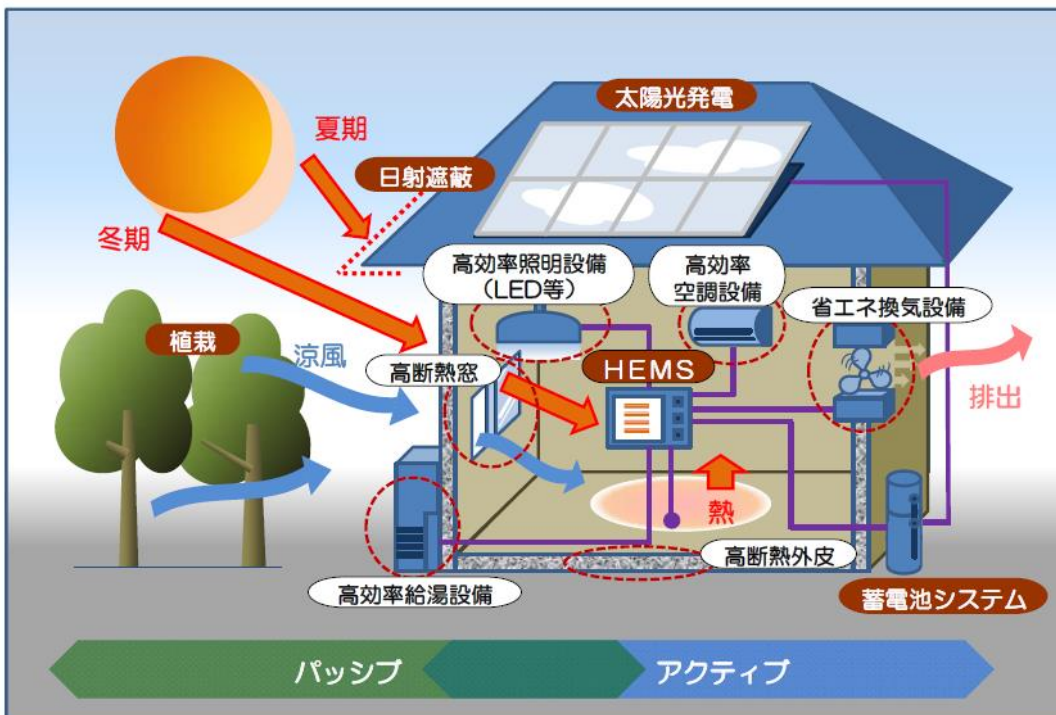 太陽光発電
夏期
日射遮蔽
冬期
高効率照明設備
（LED等）
高効率
空調設備
省エネ換気設備
植栽
涼風
高断熱窓
HEMS
排出
熱
高断熱外皮
高効率給湯設備
蓄電池システム
パッシブ
アクティブ